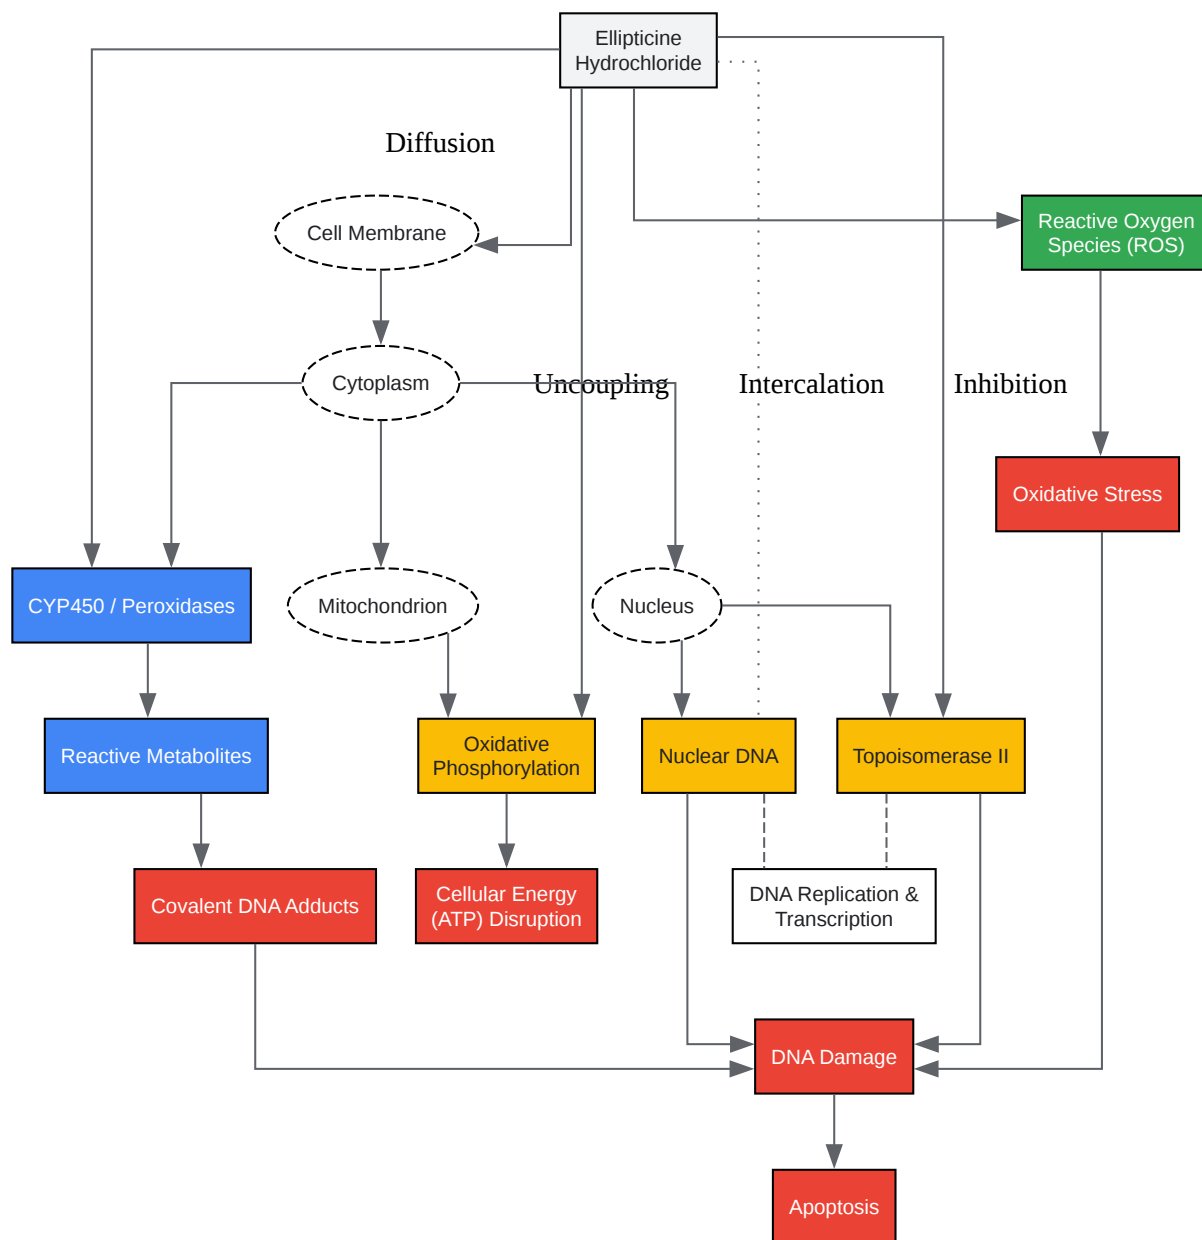 Ellipticine
Hydrochloride
Diffusion
Cell Membrane
Reactive Oxygen
Species (ROS)
Cytoplasm
Uncoupling
Intercalation
Inhibition
Oxidative Stress
CYP450 / Peroxidases
Mitochondrion
Nucleus
Reactive Metabolites
Oxidative
Phosphorylation
Nuclear DNA
Topoisomerase II
Covalent DNA Adducts
Cellular Energy
(ATP) Disruption
DNA Replication &
Transcription
DNA Damage
Apoptosis